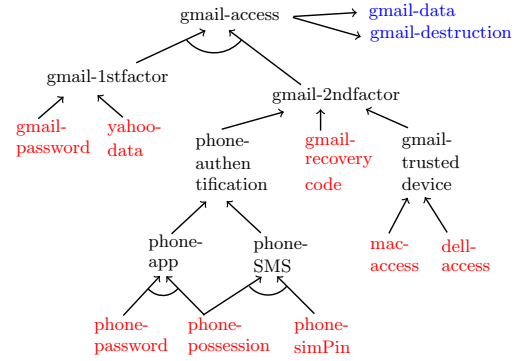 gmail-access
gmail-data
gmail-destruction
gmail-1stfactor
gmail-2ndfactor
gmail-
password
yahoo-
data
phone-
authen
tification
gmail-
recovery
code
gmail-
trusted
device
phone-
app
phone-
SMS
mac-
access
dell-
access
phone-
password
phone-
possession
phone-
simPin